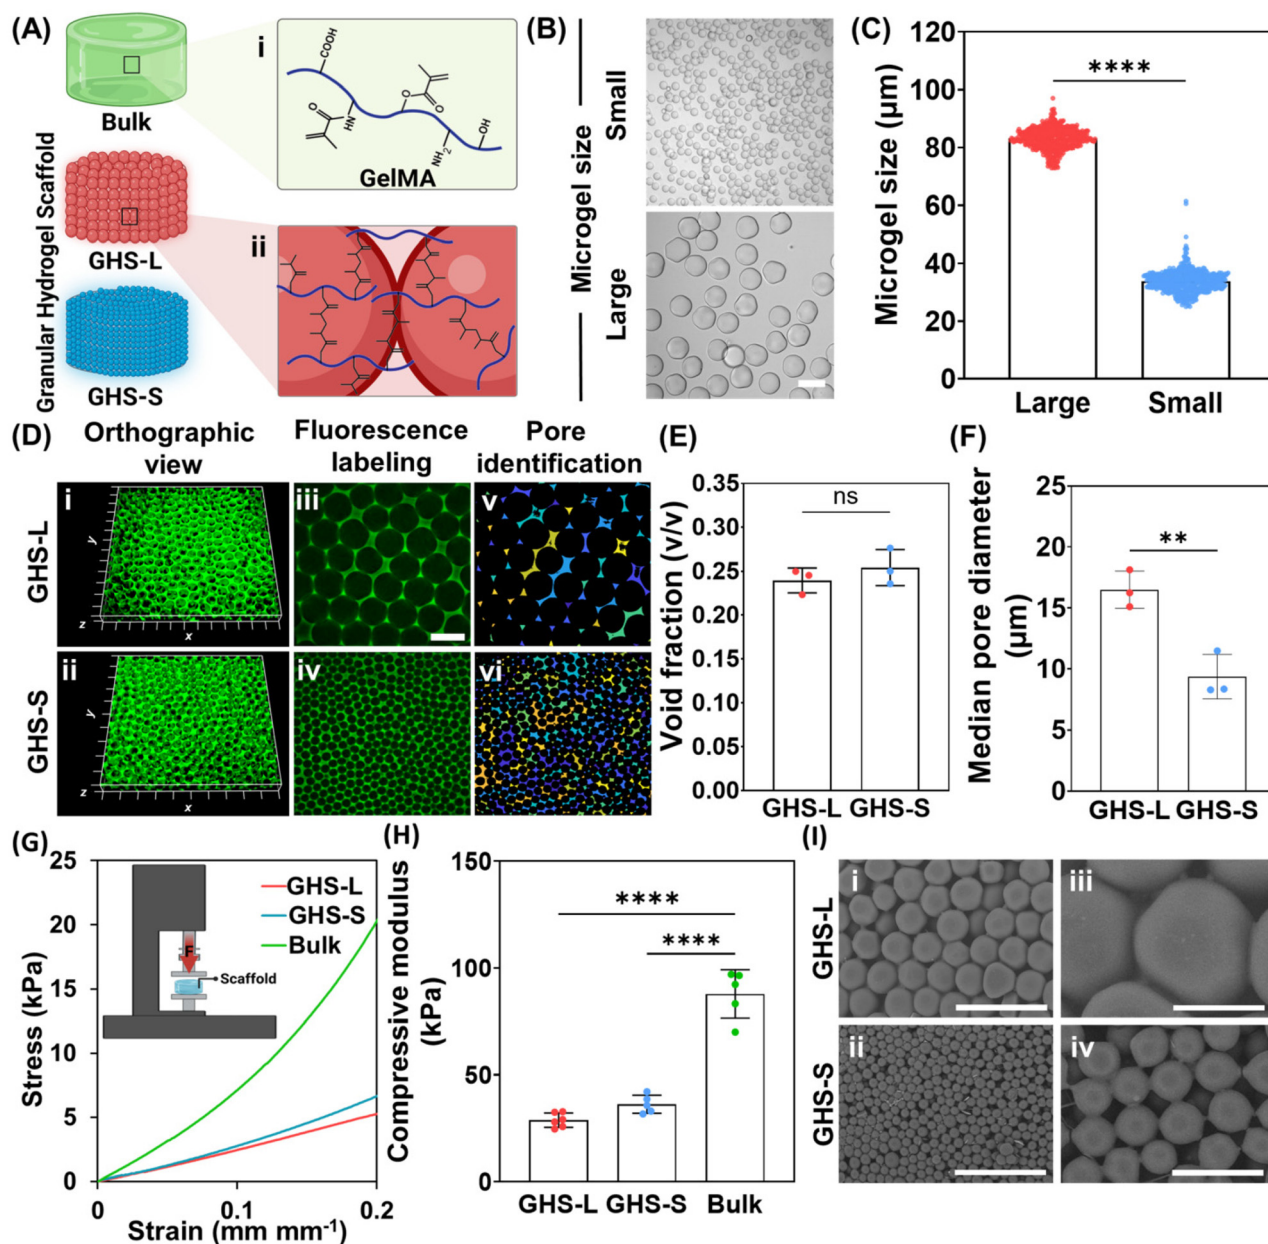 (A)
Bulk
Granular Hydrogel Scaffold
GHS-L
GHS-S
i
COOH
O
O
O
HN
NH2
OH
GelMA
ii
(B)
Microgel size
Small
Large
(C)
Microgel size (μm)
120
100
80
60
40
20
0
****
Large
Small
(D)
Orthographic view
Fluorescence labeling
Pore identification
GHS-L
GHS-S
i
y
z
x
iii
v
ii
y
z
x
iv
vi
(E)
Void fraction (v/v)
0.35
0.30
0.25
0.20
0.15
0.10
0.05
0.00
ns
GHS-L
GHS-S
(F)
Median pore diameter
(μm)
25
20
15
10
5
0
**
GHS-L
GHS-S
(G)
Stress (kPa)
25
20
15
10
5
0
F
Scaffold
GHS-L
GHS-S
Bulk
0
0.1
0.2
Strain (mm mm-1)
(H)
Compressive modulus
(kPa)
150
100
50
0
****
****
GHS-L
GHS-S
Bulk
(I)
GHS-L
GHS-S
i
iii
ii
iv